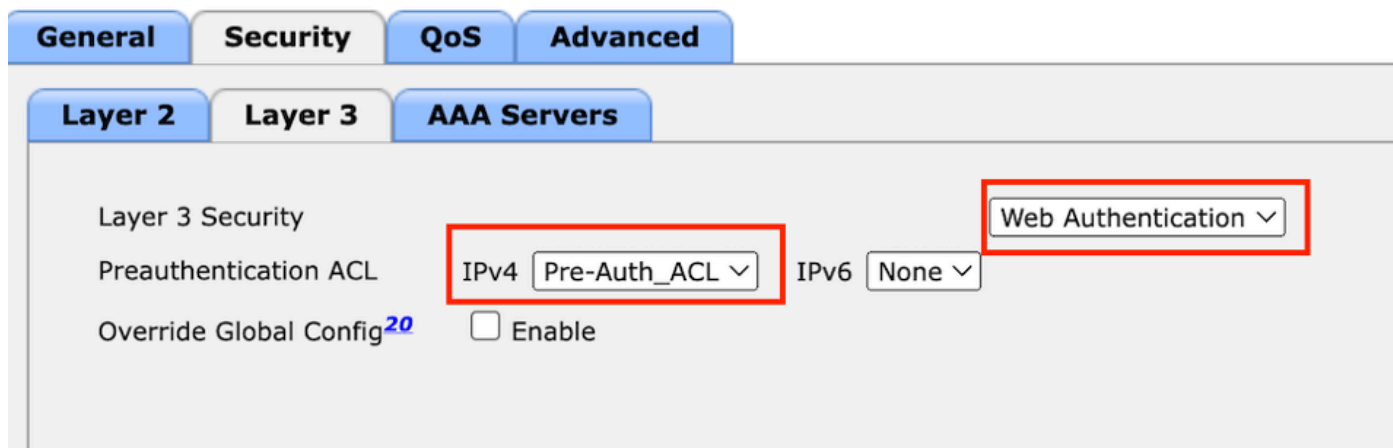 General Security QoS Advanced
Layer 2 Layer 3 AAA Servers
Layer 3 Security Web Authentication
Preauthentication ACL IPv4 Pre-Auth_ACL IPv6 None
Override Global Config20 Enable